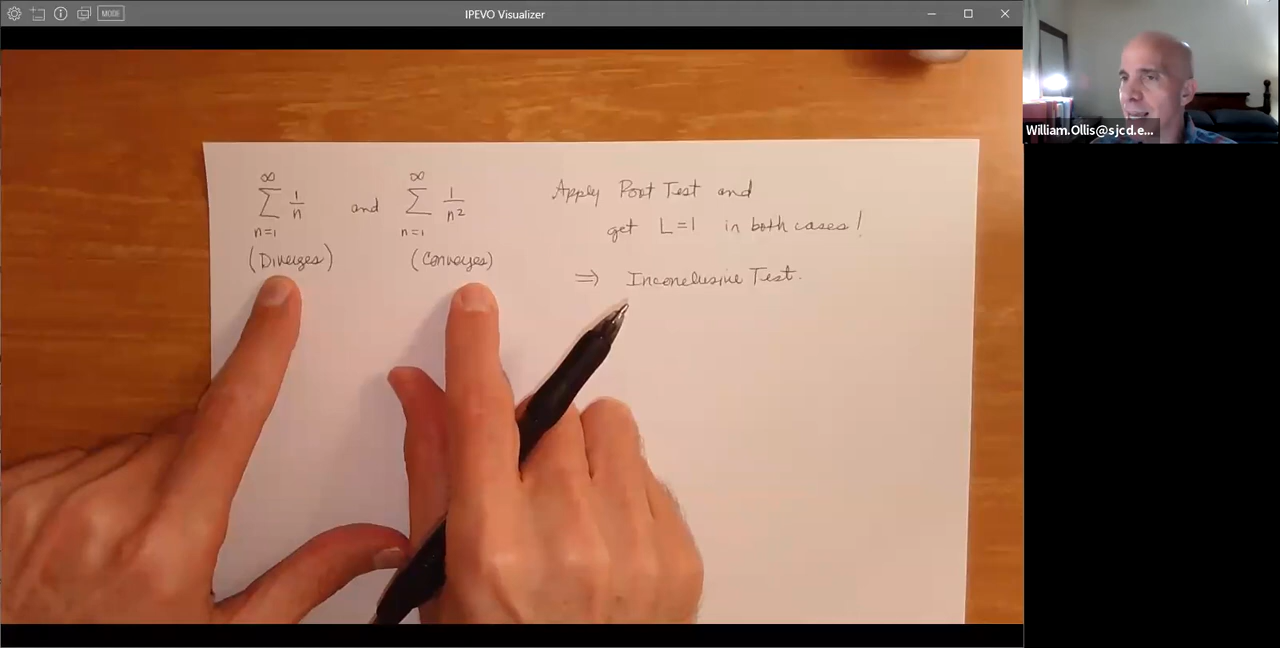 MODE
IPEVO Visualizer
William.Ollis@sjcd.e...
∞ ∞
∑ 1/n and ∑ 1/n² Apply Root Test and
n=1 n=1 get L=1 in both cases!
(Diverges) (Converges)
⇒ Inconclusive Test.